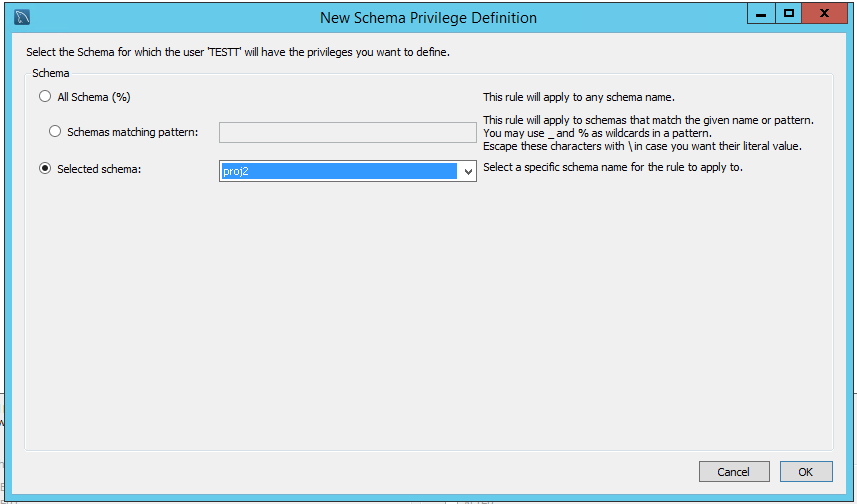 New Schema Privilege Definition
Select the Schema for which the user 'TESTT' will have the privileges you want to define.
Schema
All Schema (%)
This rule will apply to any schema name.
Schemas matching pattern:
This rule will apply to schemas that match the given name or pattern.
You may use _ and % as wildcards in a pattern.
Escape these characters with \ in case you want their literal value.
Selected schema:
proj2
Select a specific schema name for the rule to apply to.
Cancel
OK